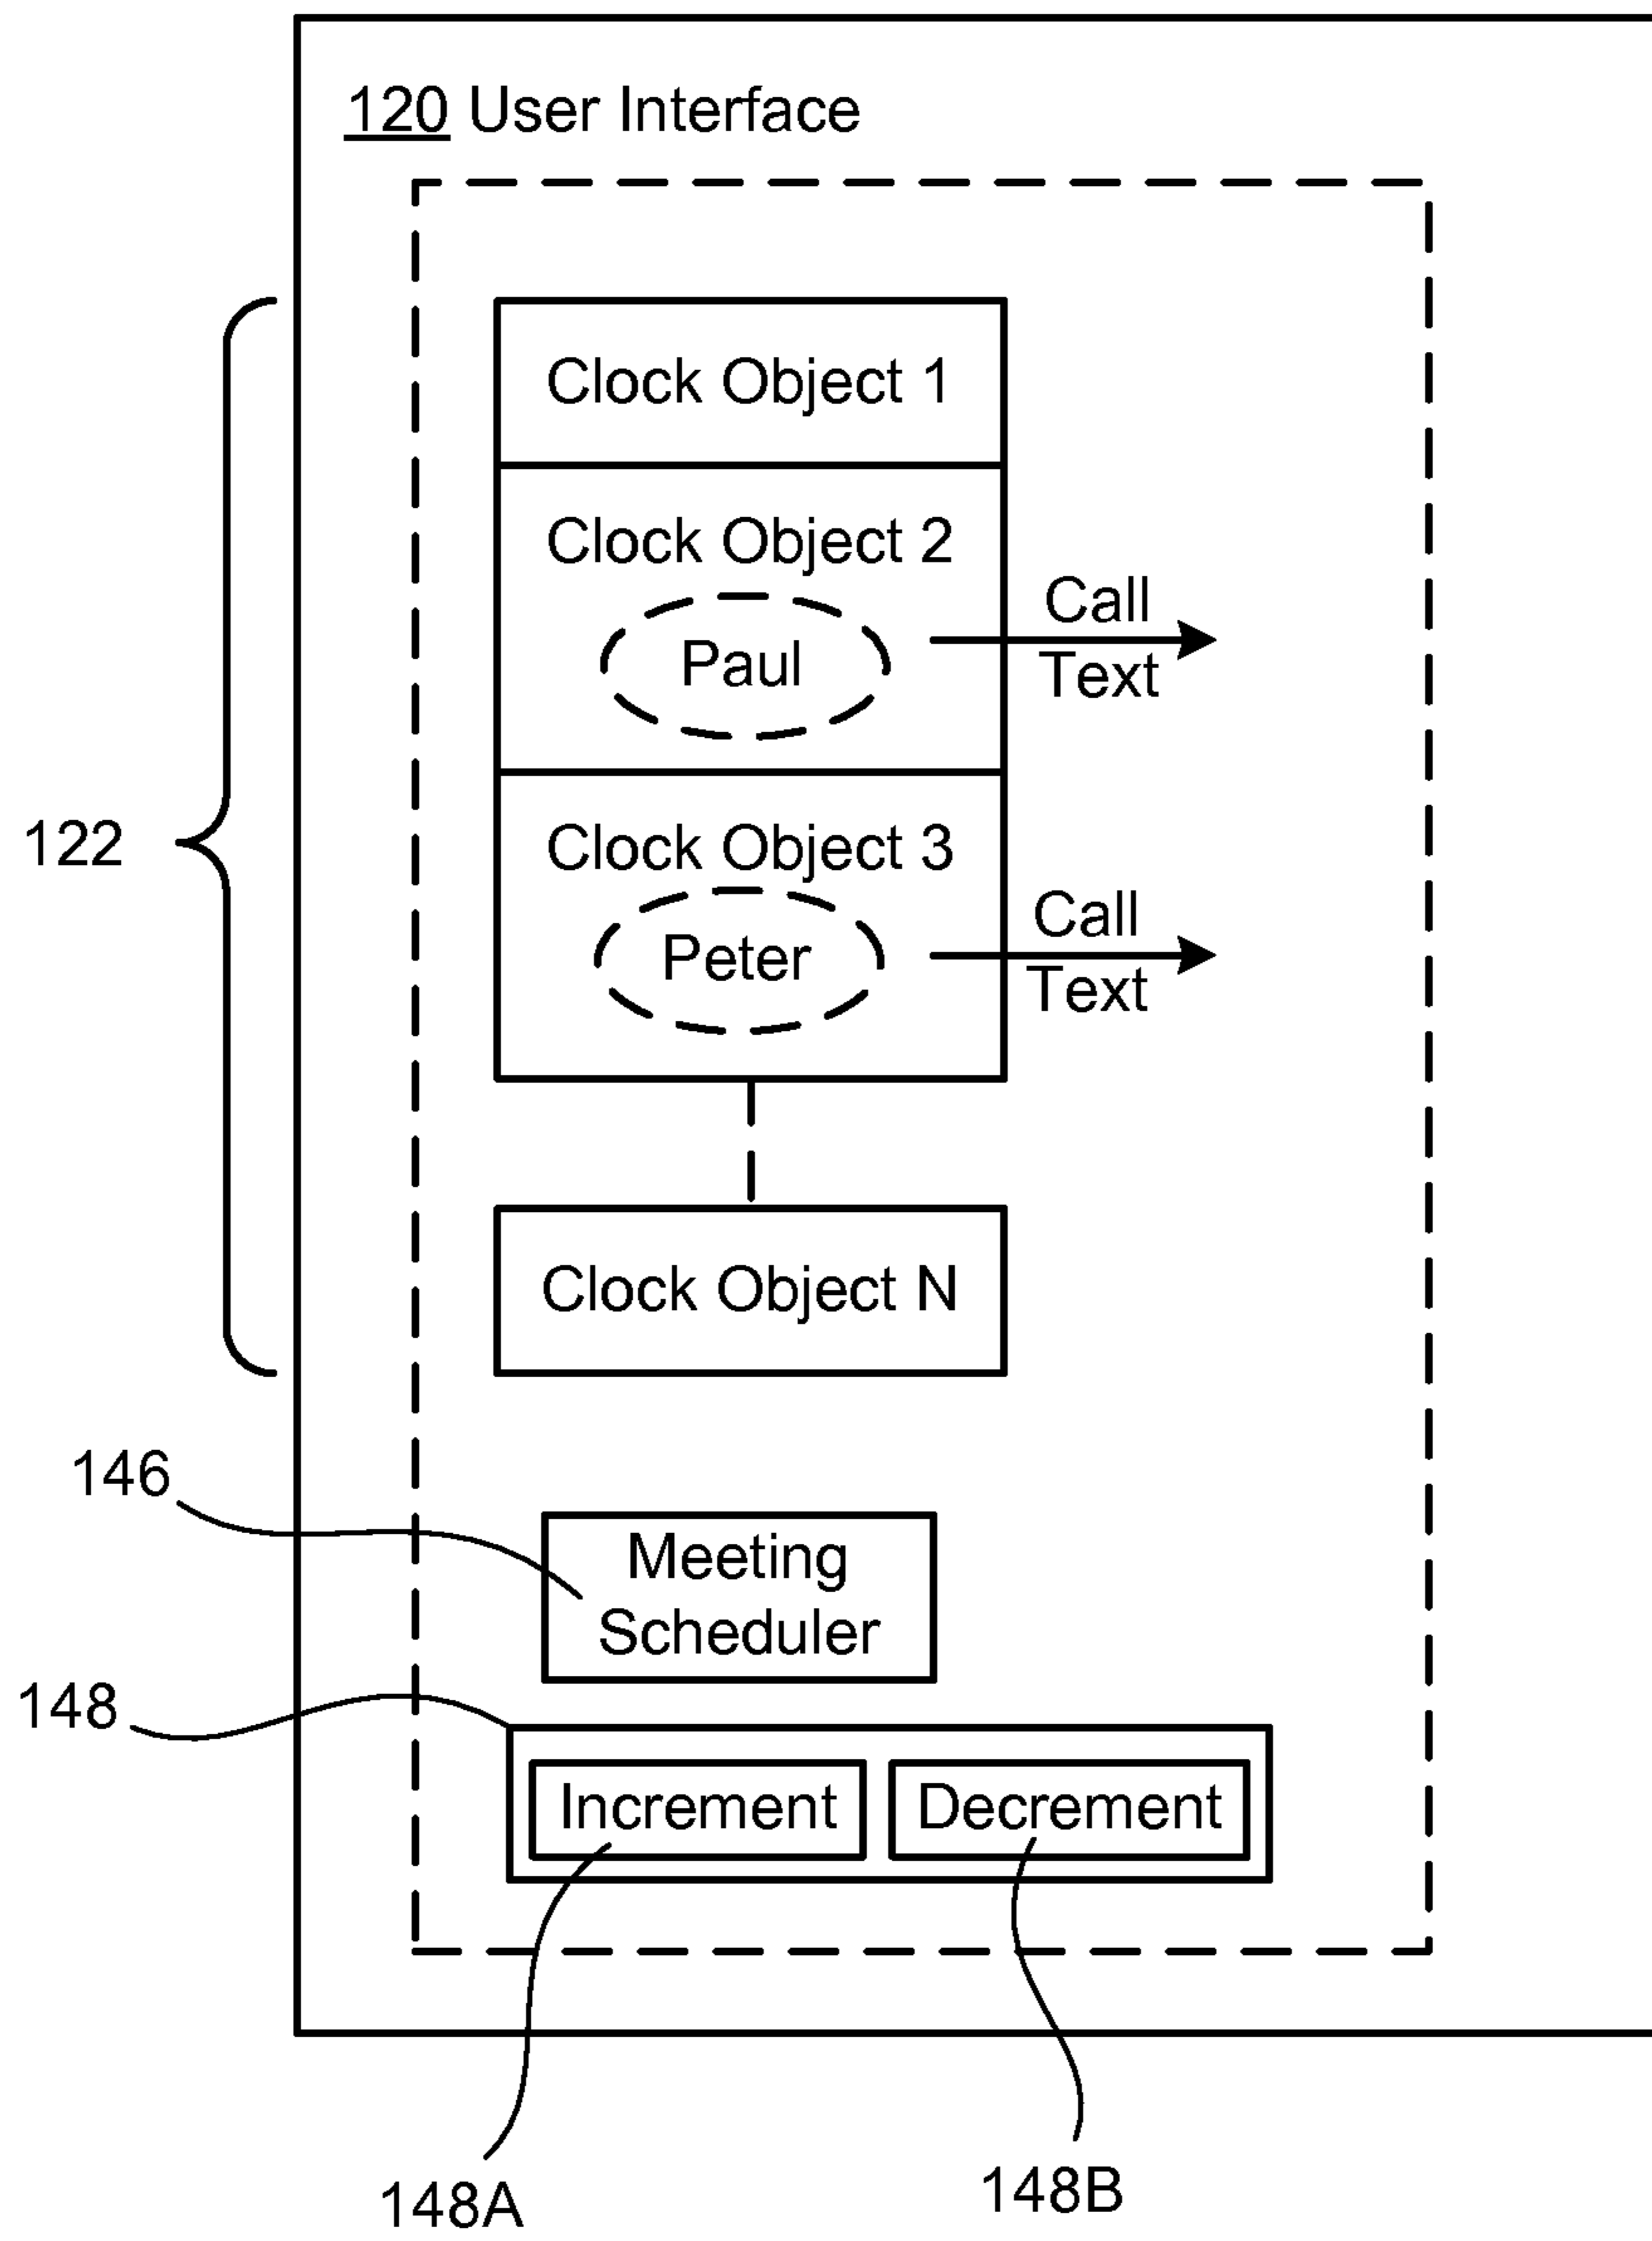 120 User Interface
Clock Object 1
Clock Object 2
Call
Paul
Text
122
Clock Object 3
Call
Peter
Text
Clock Object N
146
Meeting
Scheduler
148
Increment
Decrement
148A
148B